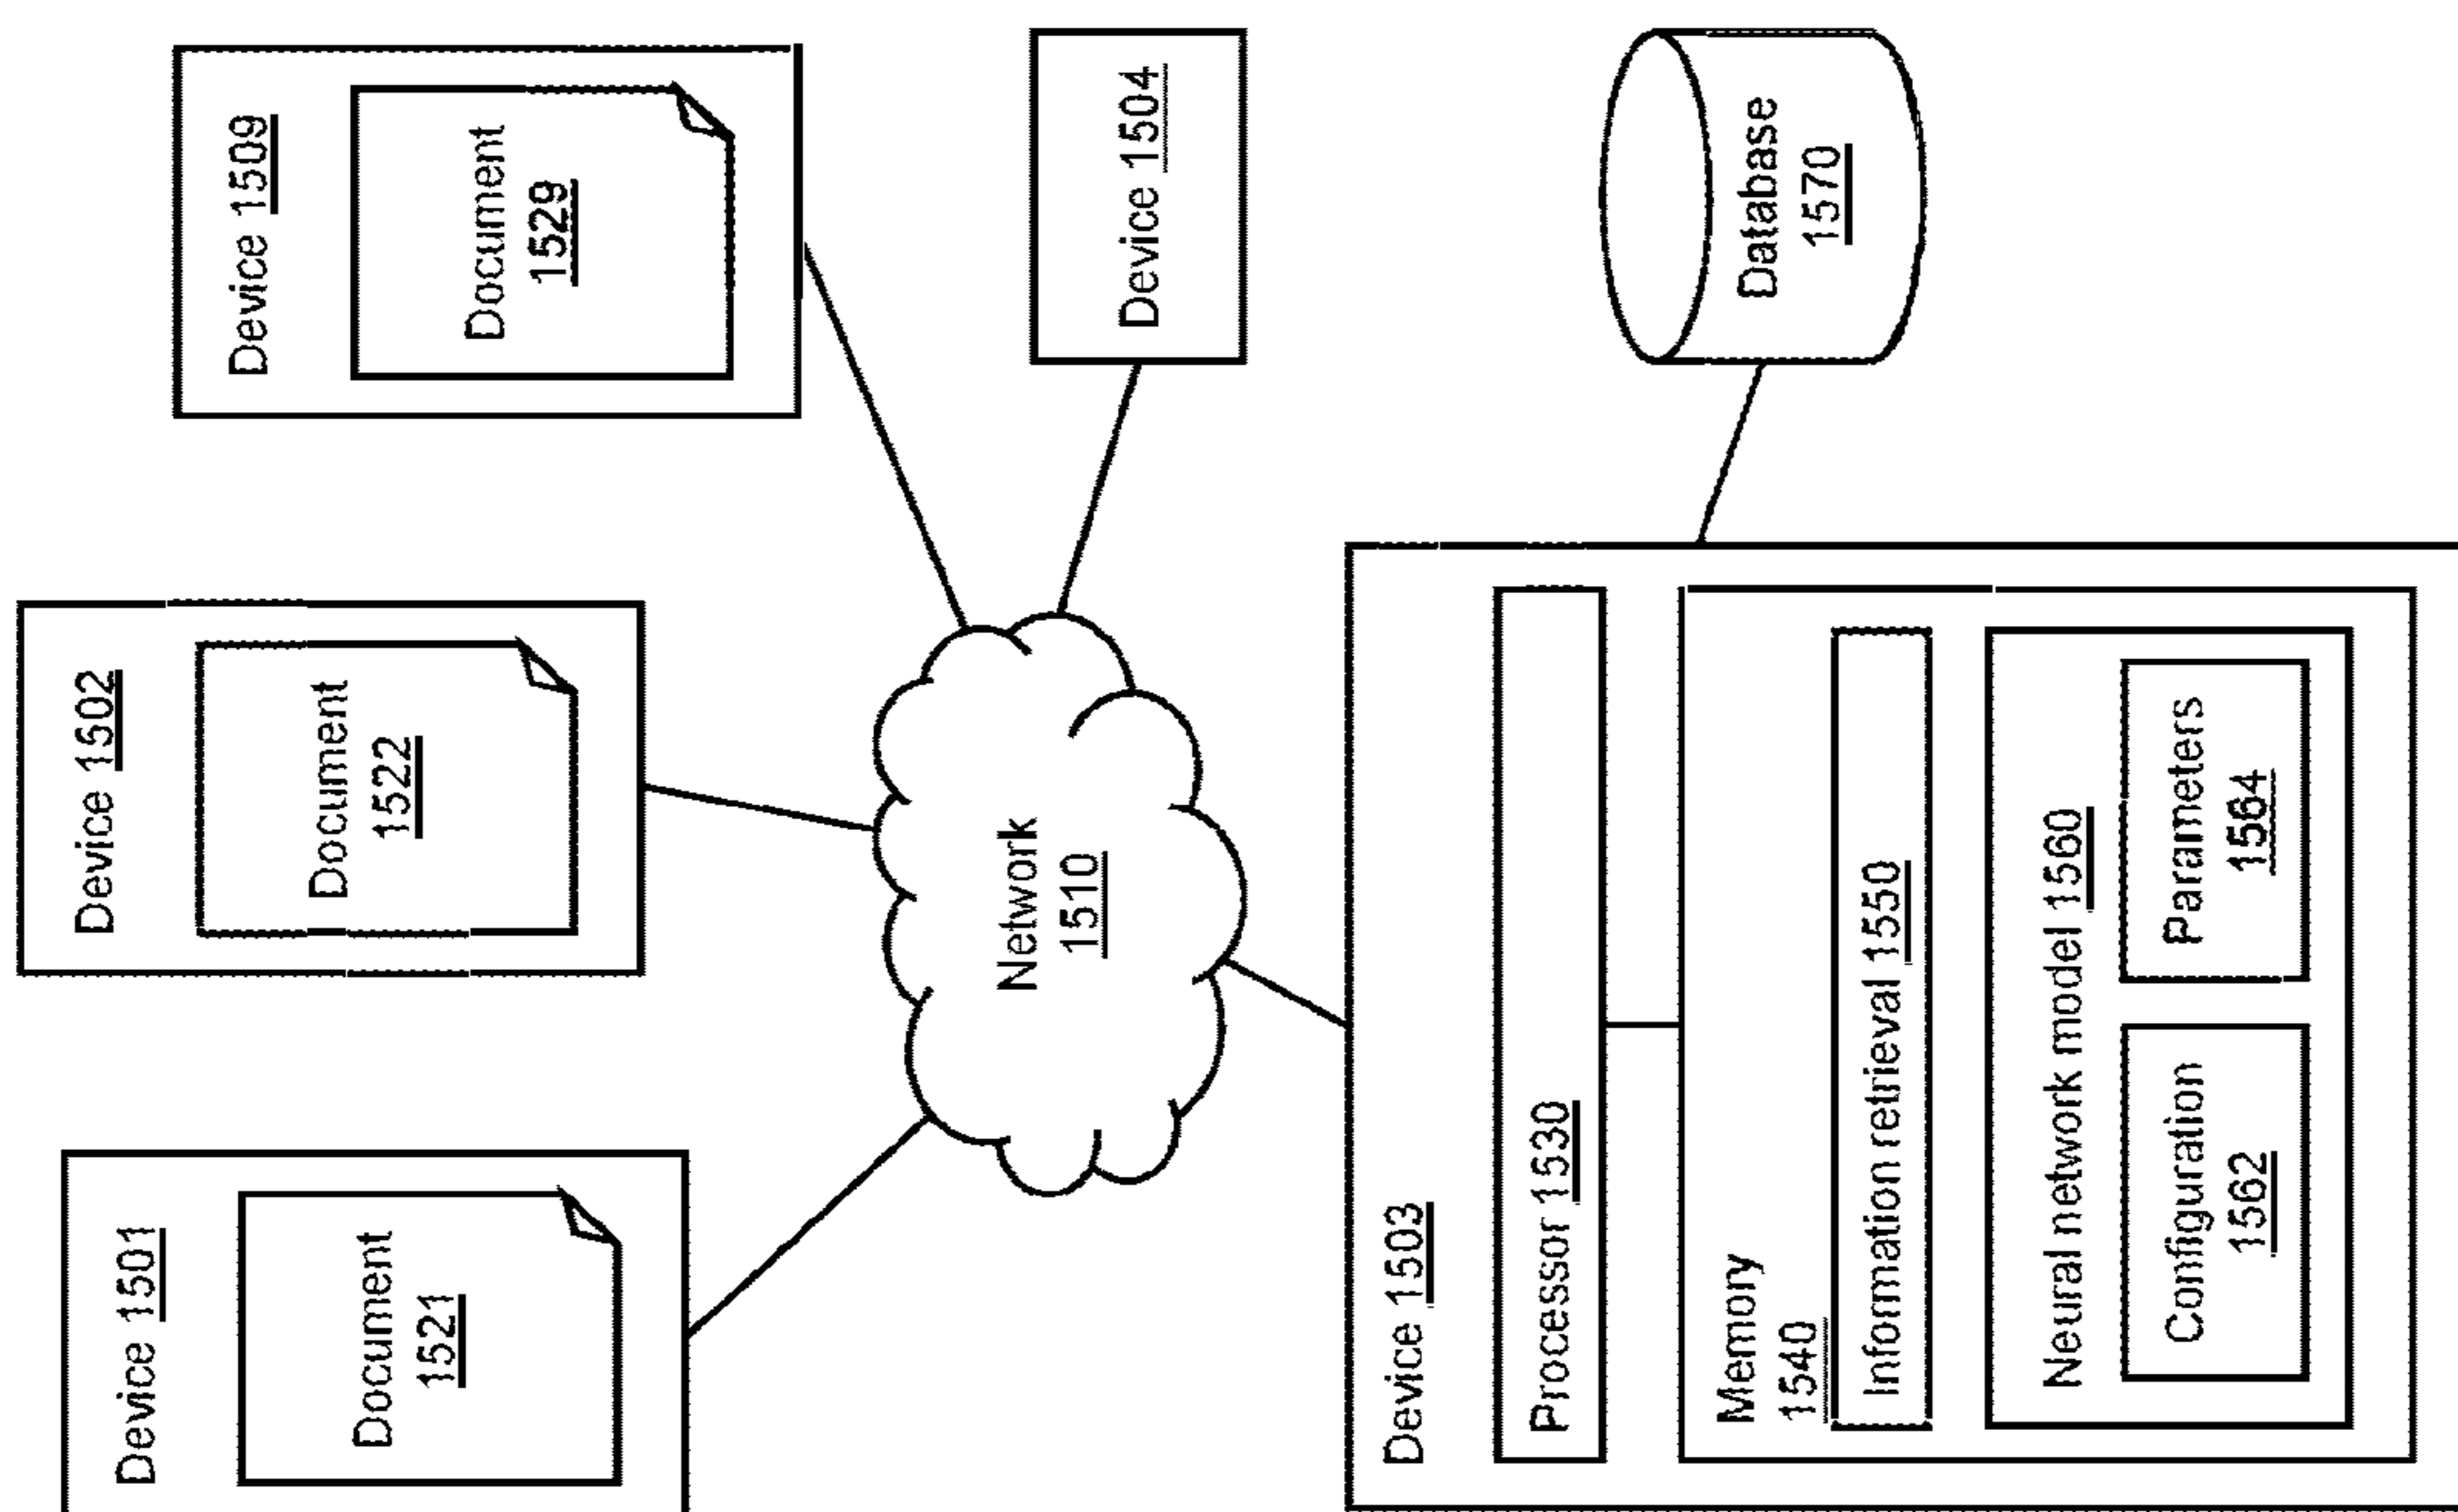 Device 1501
Document
1521
Device 1502
Document
1522
Device 1509
Document
1529
Network
1510
Device 1504
Device 1503
Processor 1530
Memory
1540
Information retrieval 1550
Neural network model 1560
Configuration
1562
Parameters
1564
Database
1570